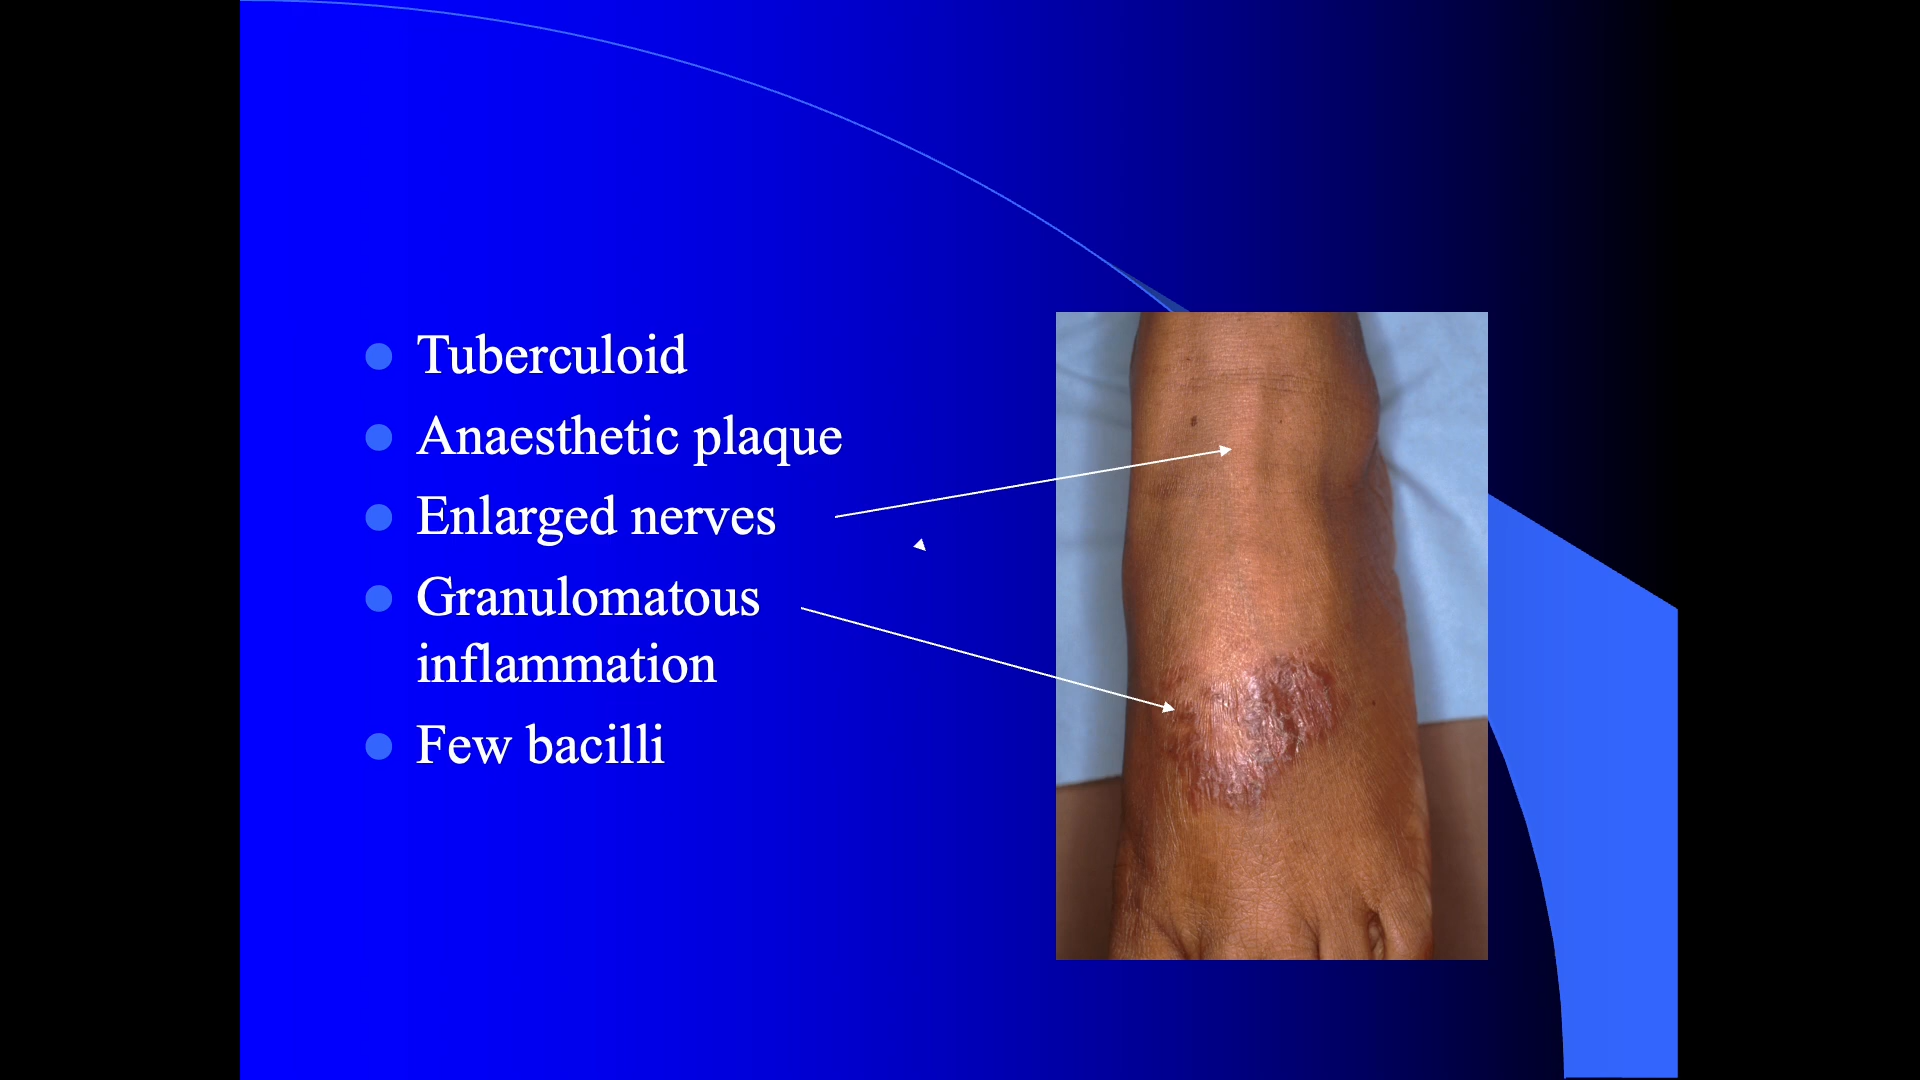 Tuberculoid
Anaesthetic plaque
Enlarged nerves
Granulomatous
inflammation
Few bacilli